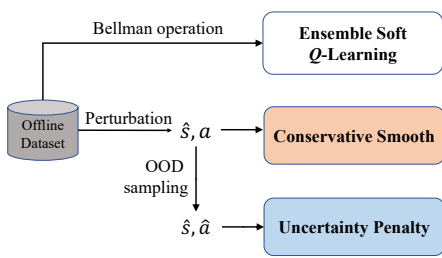 Bellman operation
Ensemble Soft
Q-Learning
Offline
Dataset
Perturbation
ŝ, a
Conservative Smooth
OOD
sampling
ŝ, â
Uncertainty Penalty